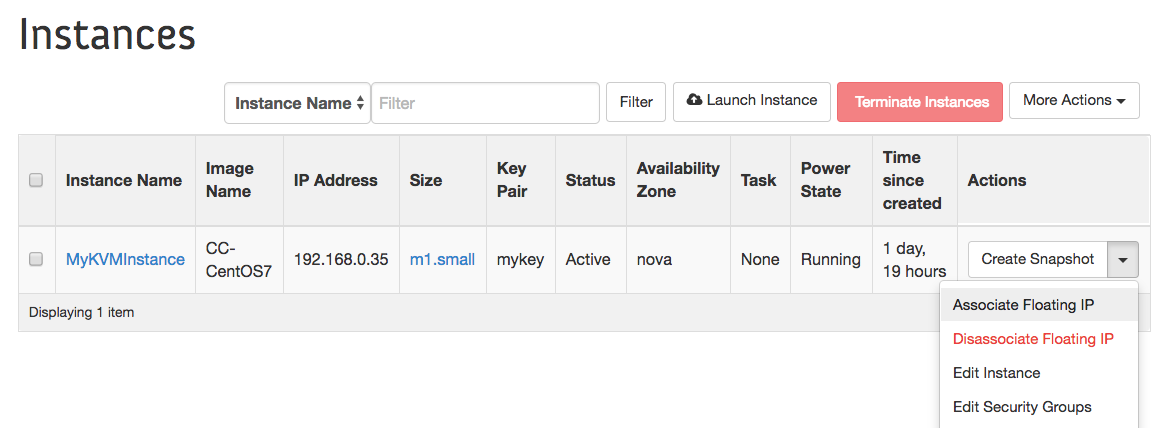 Instances
Instance Name Filter Filter Launch Instance Terminate Instances More Actions
Instance Name Image Name IP Address Size Key Pair Status Availability Zone Task Power State Time since created Actions
MyKVMInstance CC-CentOS7 192.168.0.35 m1.small mykey Active nova None Running 1 day, 19 hours Create Snapshot
Displaying 1 item
Associate Floating IP
Disassociate Floating IP
Edit Instance
Edit Security Groups